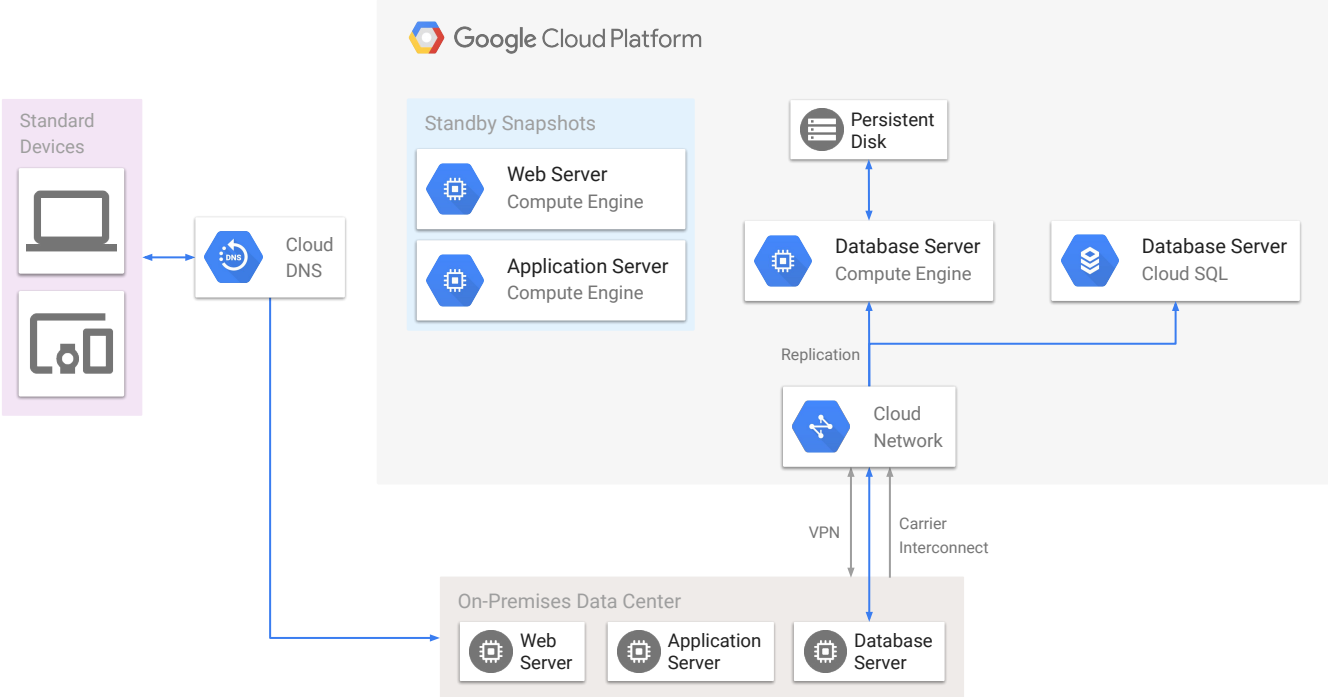 Google Cloud Platform
Standard
Devices
Standby Snapshots
Web Server
Compute Engine
Application Server
Compute Engine
Persistent
Disk
Database Server
Compute Engine
Database Server
Cloud SQL
DNS
Cloud
DNS
Replication
Cloud
Network
VPN
Carrier
Interconnect
On-Premises Data Center
Web
Server
Application
Server
Database
Server